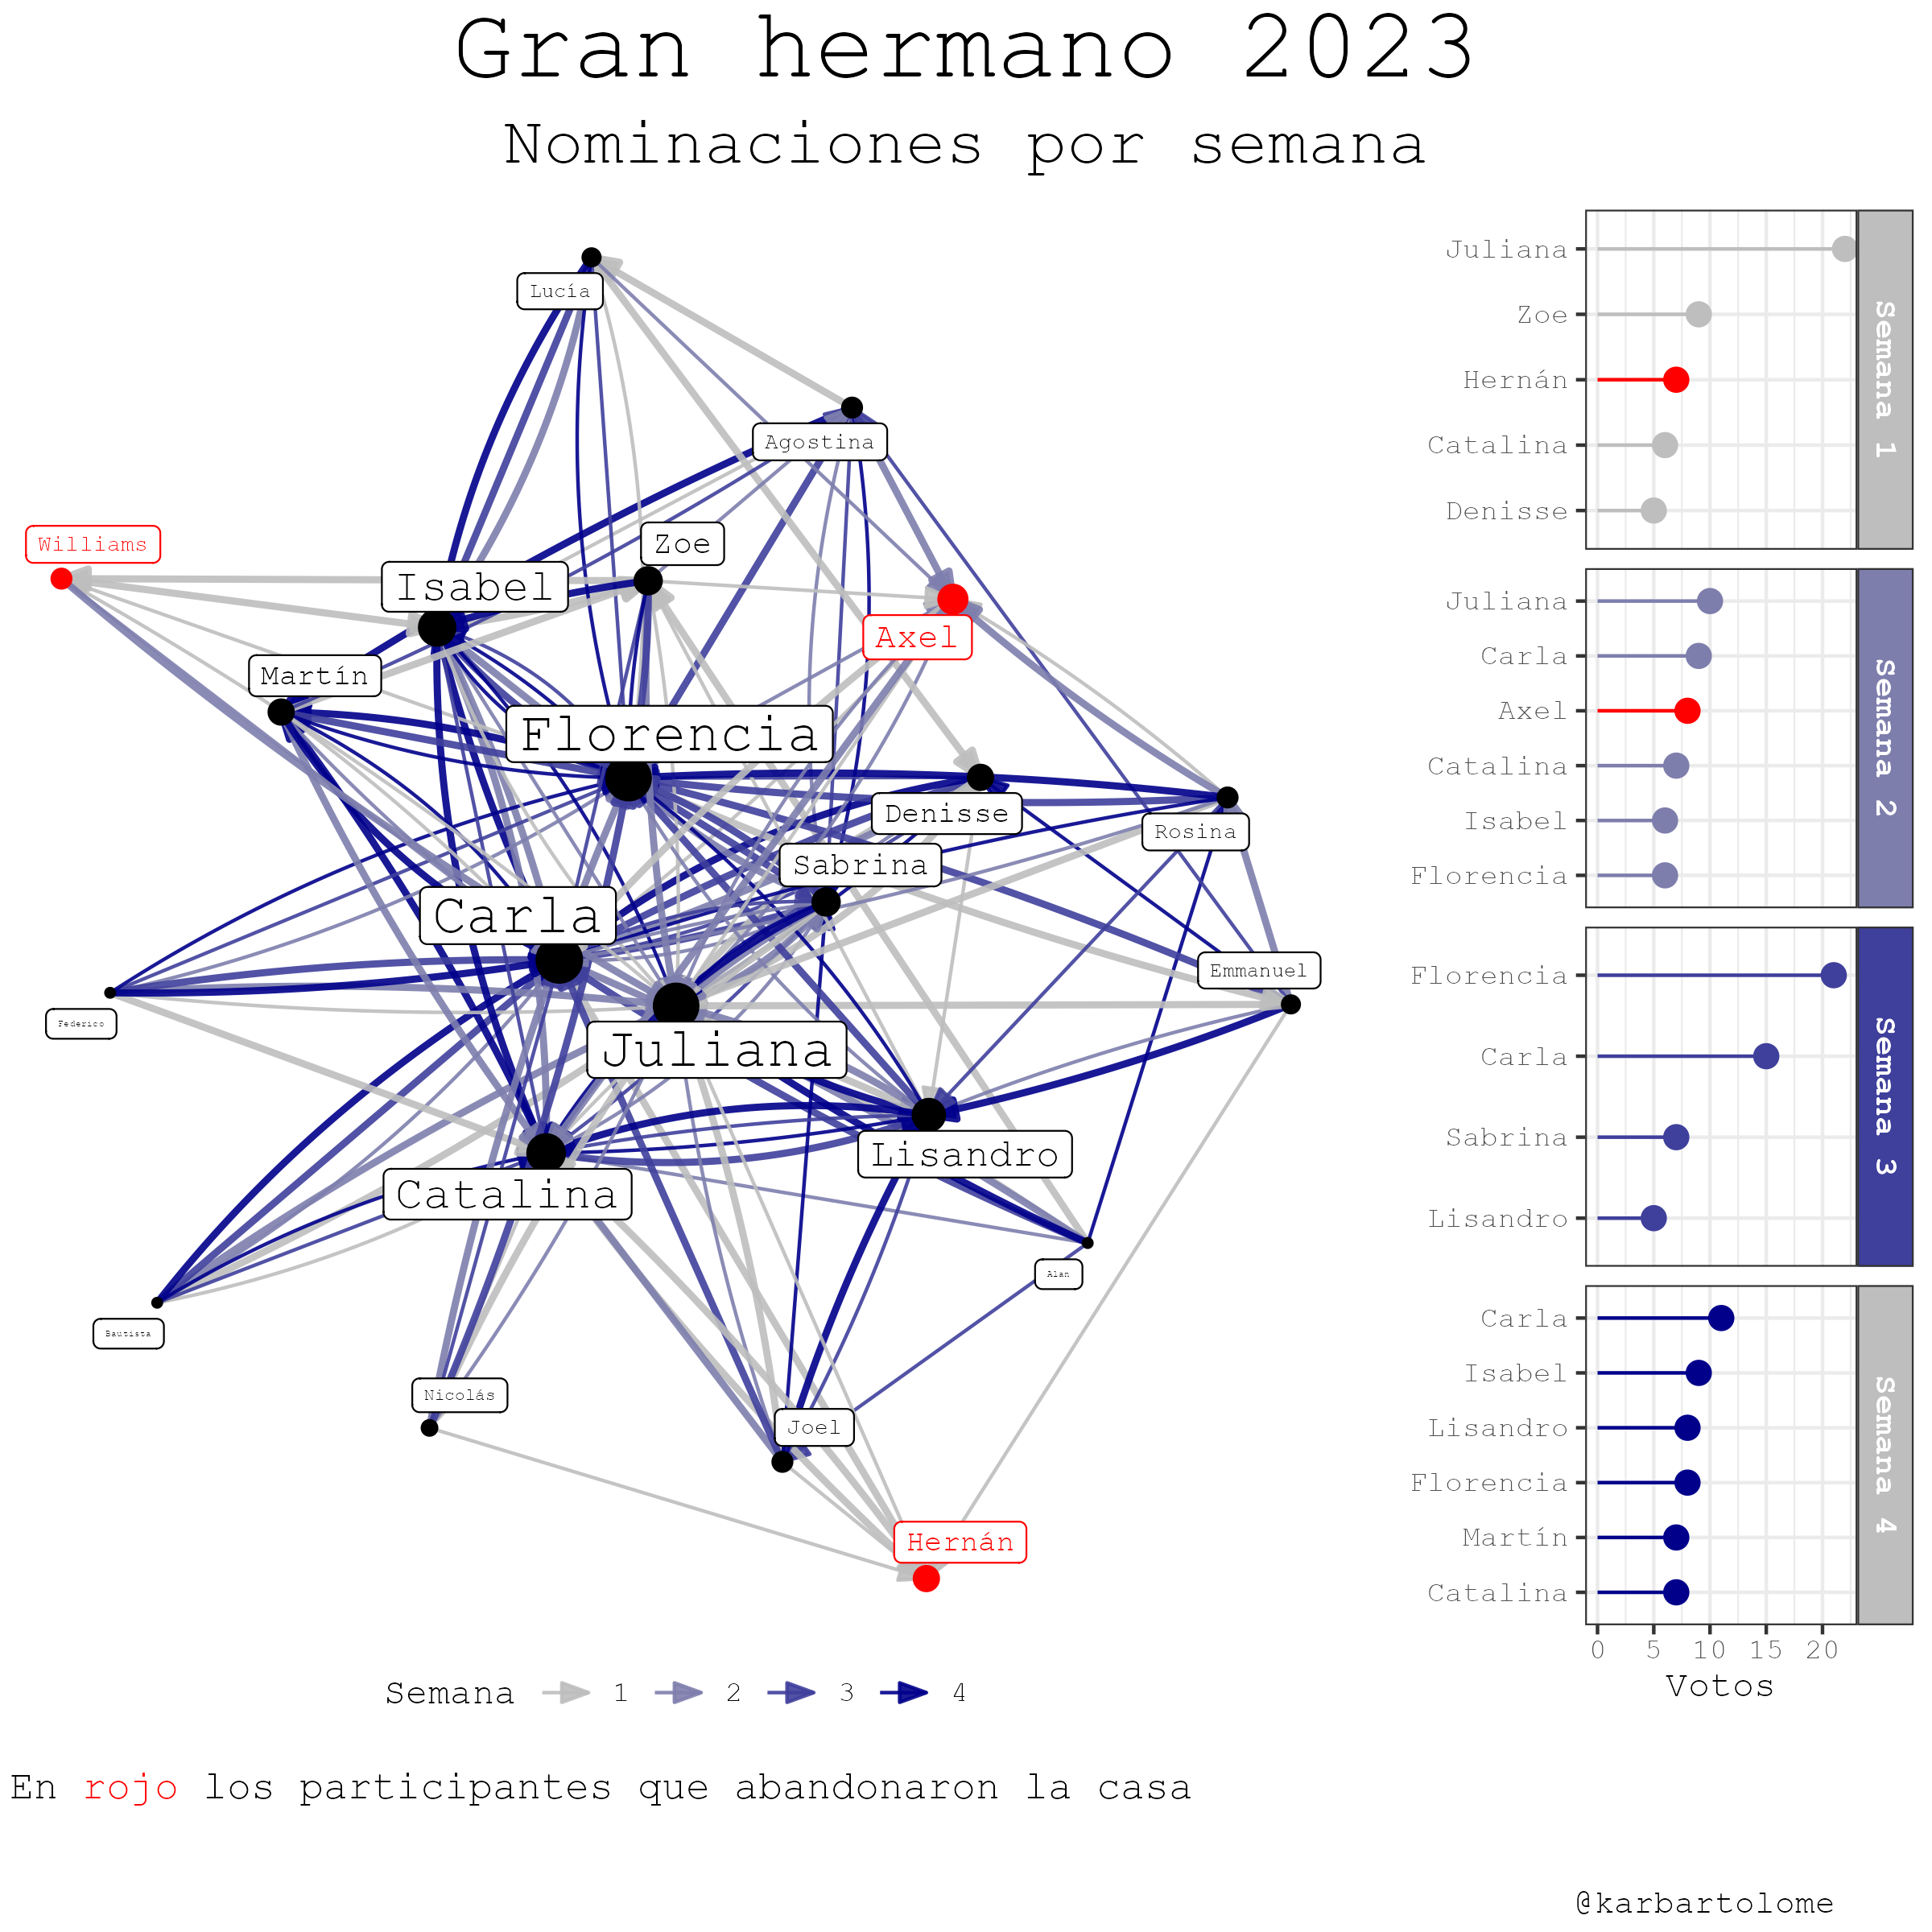 Gran hermano 2023
Nominaciones por semana
Lucía
Agostina
Williams
Zoe
Isabel
Axel
Martín
Florencia
Denisse
Rosina
Sabrina
Carla
Emmanuel
Federico
Juliana
Lisandro
Catalina
Alan
Bautista
Nicolás
Joel
Hernán
Semana 1 2 3 4
Juliana
Zoe
Hernán
Catalina
Denisse
Semana 1
Juliana
Carla
Axel
Catalina
Isabel
Florencia
Semana 2
Florencia
Carla
Sabrina
Lisandro
Semana 3
Carla
Isabel
Lisandro
Florencia
Martín
Catalina
Semana 4
0 5 10 15 20
Votos
En rojo los participantes que abandonaron la casa
@karbartolome